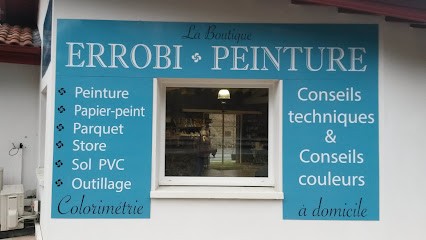 La Boutique
ERROBI PEINTURE
Peinture
Papier-peint
Parquet
Store
Sol PVC
Outillage
Colorimétrie
Conseils
techniques
&
Conseils
couleurs
à domicile